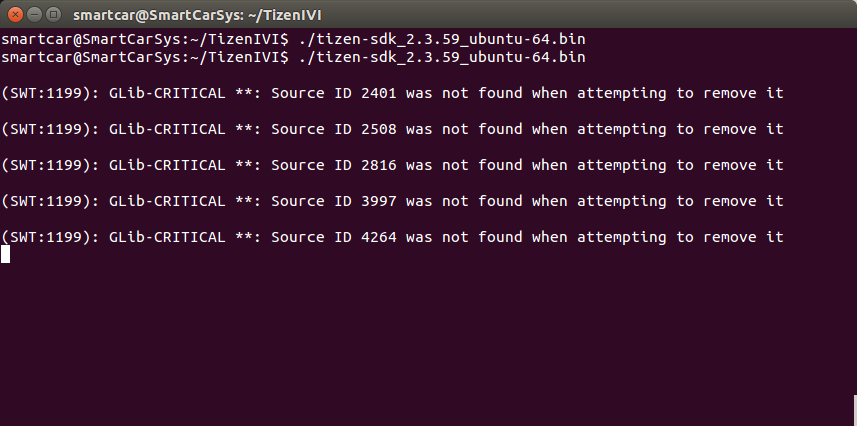 smartcar@SmartCarSys: ~/TizenIVI
smartcar@SmartCarSys:~/TizenIVI$ ./tizen-sdk_2.3.59_ubuntu-64.bin
smartcar@SmartCarSys:~/TizenIVI$ ./tizen-sdk_2.3.59_ubuntu-64.bin
(SWT:1199): GLib-CRITICAL **: Source ID 2401 was not found when attempting to remove it
(SWT:1199): GLib-CRITICAL **: Source ID 2508 was not found when attempting to remove it
(SWT:1199): GLib-CRITICAL **: Source ID 2816 was not found when attempting to remove it
(SWT:1199): GLib-CRITICAL **: Source ID 3997 was not found when attempting to remove it
(SWT:1199): GLib-CRITICAL **: Source ID 4264 was not found when attempting to remove it